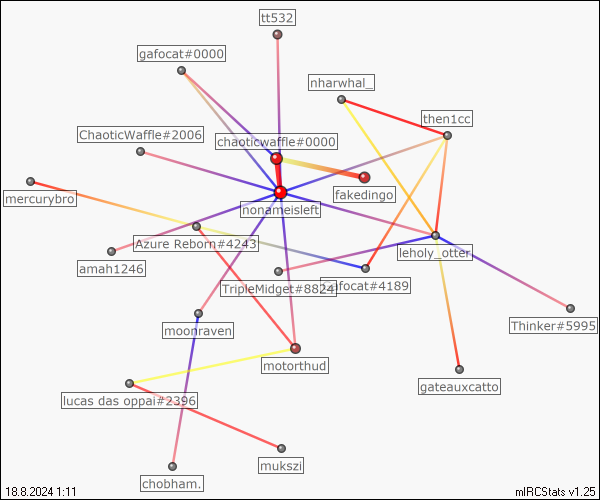 tt532
gafocat#0000
nharwhal_
then1cc
ChaoticWaffle#2006
chaoticwaffle#0000
fakedingo
mercurybro
nonameisleft
Azure Reborn#4243
leholy_otter
amah1246
TripleMidget#8824
gafocat#4189
Thinker#5995
moonraven
motorthud
gateauxcatto
lucas das oppai#2396
mukszi
chobham.
18.8.2024 1:11
mIRCStats v1.25